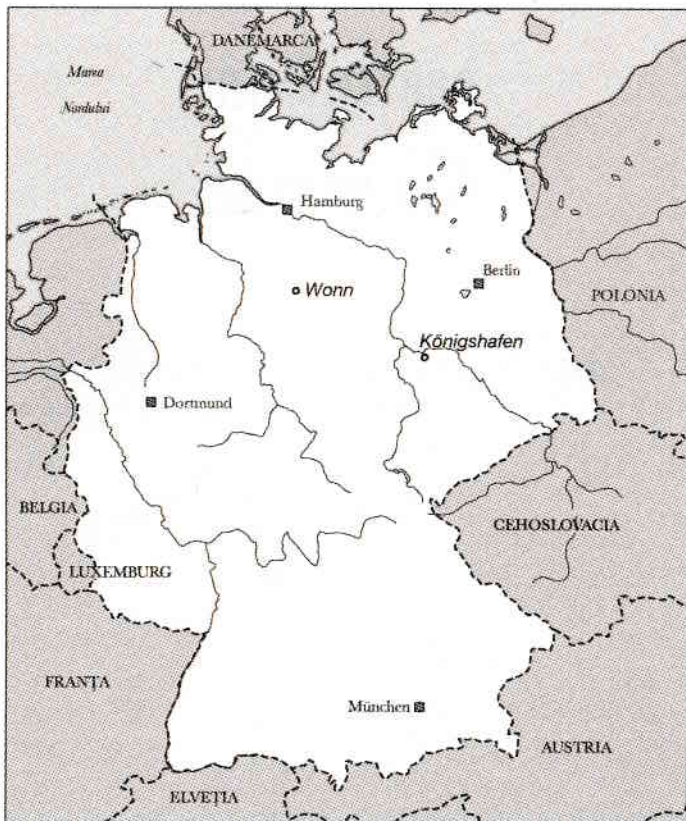 DANEMARCA
Marea
Nordului
Hamburg
Berlin
Wonn
POLONIA
Königshafen
Dortmund
BELGIA
CEHOSLOVACIA
LUXEMBURG
FRANȚA
München
AUSTRIA
ELVEȚIA